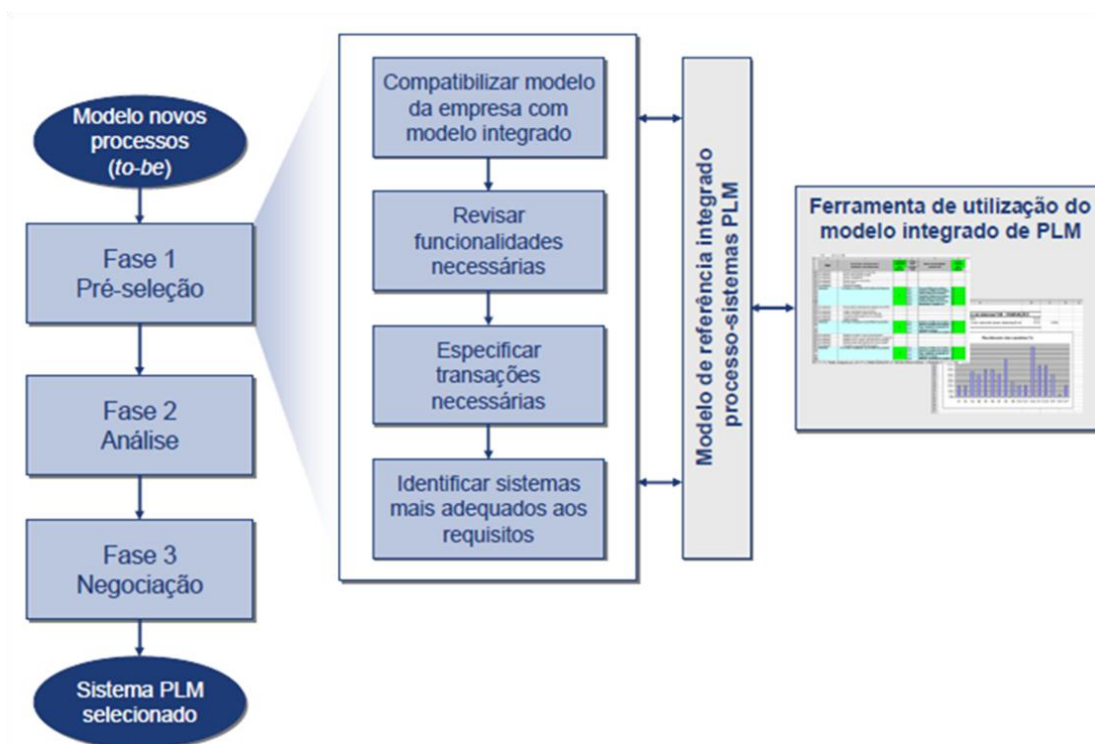 Modelo novos
processos
(to-be)
Fase 1
Pré-seleção
Fase 2
Análise
Fase 3
Negociação
Sistema PLM
selecionado
Compatibilizar modelo
da empresa com
modelo integrado
Revisar
funcionalidades
necessárias
Especificar
transações
necessárias
Identificar sistemas
mais adequados aos
requisitos
Modelo de referência integrado
processo-sistemas PLM
Ferramenta de utilização do
modelo integrado de PLM